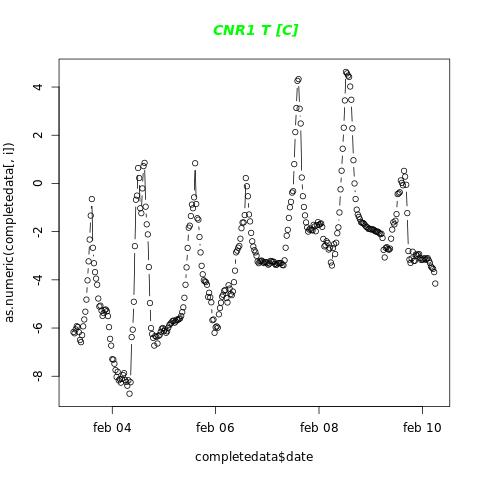 CNR1 T [C]
as.numeric(completedata[, i])
4
2
0
-2
-4
-6
-8
feb 04
feb 06
feb 08
feb 10
completedata$date